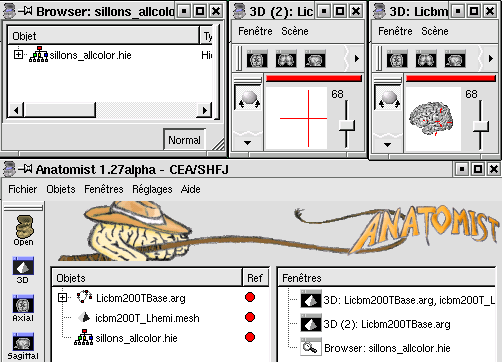 Browser: sillons_allcolor
Objet Ty
sillons_allcolor.hie Hie
Normal
3D (2): Lic
Fenêtre Scène
68
3D: Licbm
Fenêtre Scène
68
Anatomist 1.27alpha - CEA/SHFJ
Fichier Objets Fenêtres Réglages Aide
ANATOMIST
Open
3D
Axial
Sagittal
Objets Ref
Licbm200TBase.arg
icbm200T_Lhemi.mesh
sillons_allcolor.hie
Fenêtres
3D: Licbm200TBase.arg, icbm200T_L
3D (2): Licbm200TBase.arg
Browser: sillons_allcolor.hie